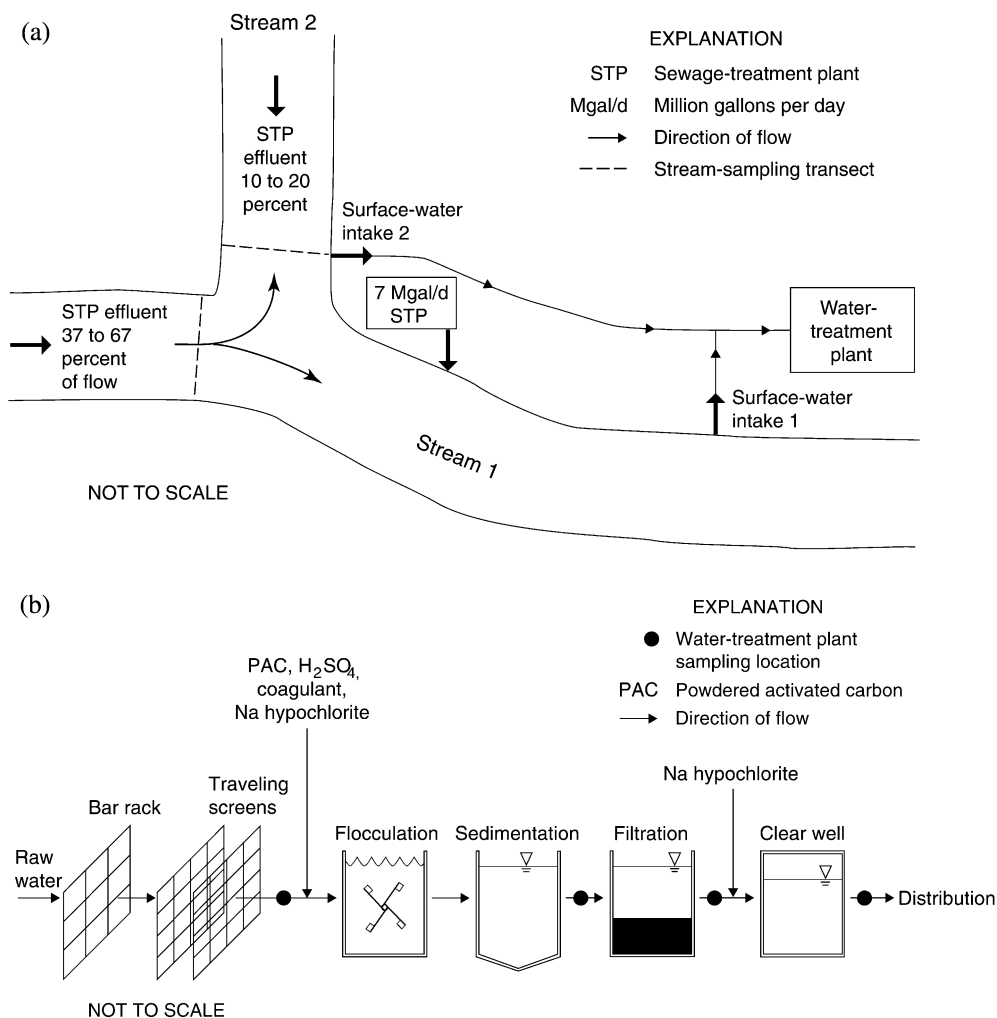 (a)
Stream 2
STP
effluent
10 to 20
percent
EXPLANATION
STP Sewage-treatment plant
Mgal/d Million gallons per day
Direction of flow
Stream-sampling transect
Surface-water
intake 2
7 Mgal/d
STP
STP effluent
37 to 67
percent
of flow
Water-
treatment
plant
Surface-water
intake 1
Stream 1
NOT TO SCALE
(b)
EXPLANATION
Water-treatment plant
sampling location
PAC Powdered activated carbon
Direction of flow
PAC, H2SO4,
coagulant,
Na hypochlorite
Na hypochlorite
Raw
water
Bar rack
Traveling
screens
Flocculation
Sedimentation
Filtration
Clear well
Distribution
NOT TO SCALE